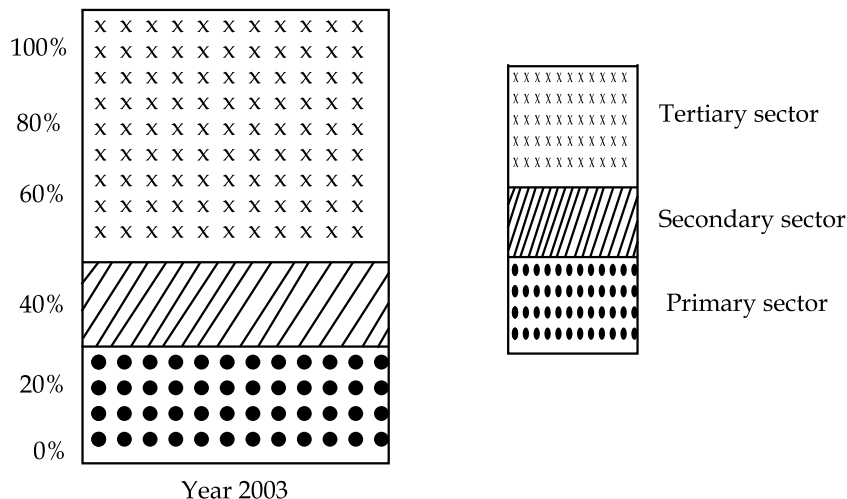 100%
80%
60%
40%
20%
0%
Year 2003
Tertiary sector
Secondary sector
Primary sector